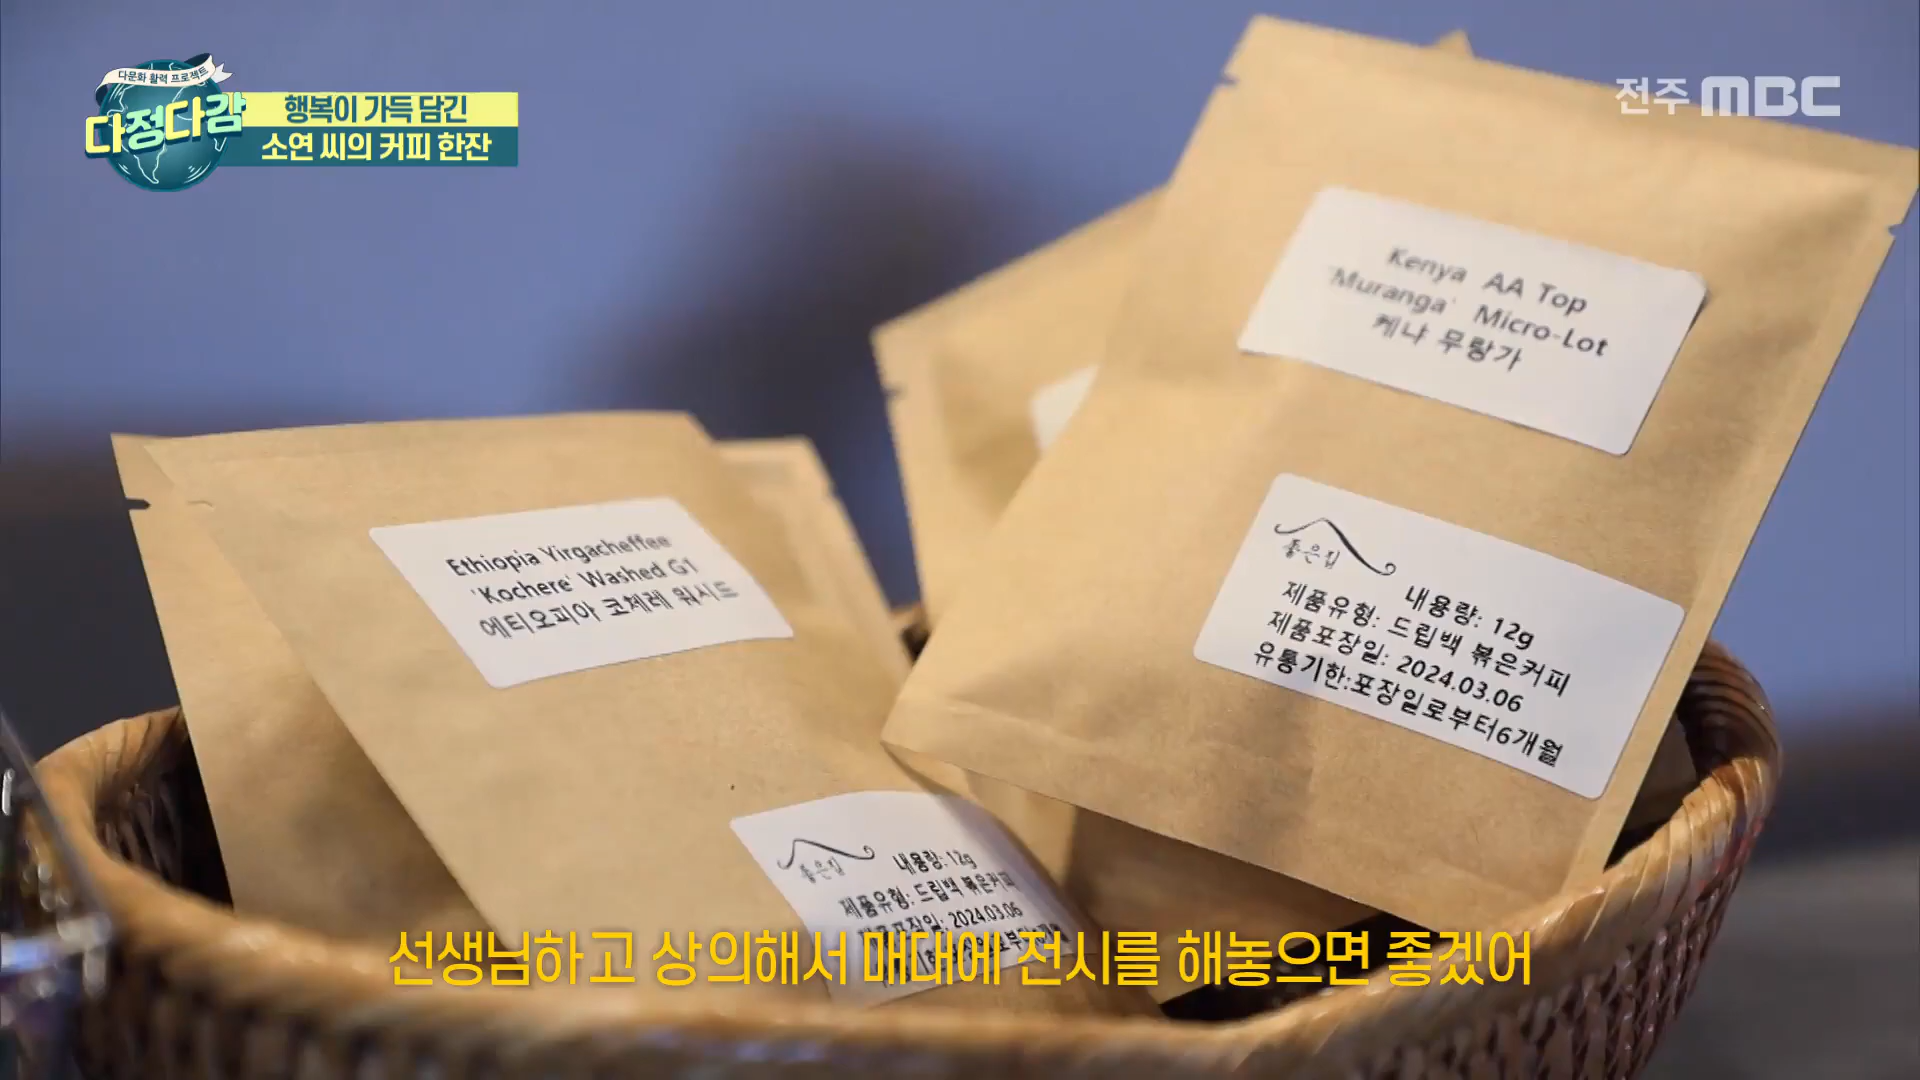 다문화 활력 프로젝트
다정다감
행복이 가득 담긴
소연 씨의 커피 한잔
전주 MBC
Kenya AA Top
'Muranga' Micro-Lot
케냐 무랑가
좋은집
내용량: 12g
제품유형: 드립백 볶은커피
제품포장일: 2024.03.06
유통기한:포장일로부터6개월
Ethiopia Yirgacheffee
'Kochere' Washed G1
에티오피아 코체레 워시드
좋은집
내용량: 12g
제품유형: 드립백 볶은커피
제품포장일: 2024.03.06
선생님하고 상의해서 매대에 전시를 해놓으면 좋겠어